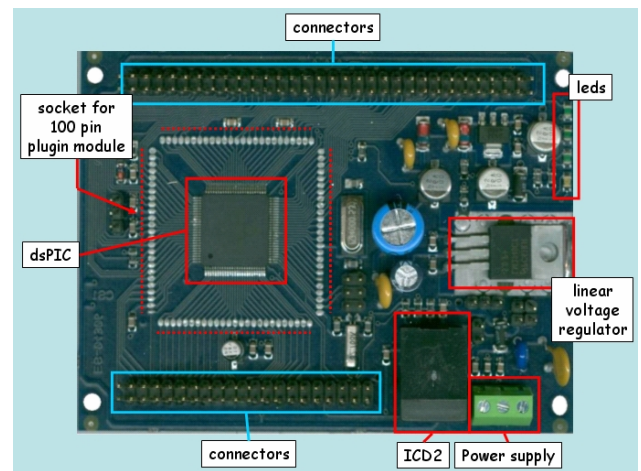 connectors
leds
socket for
100 pin
plugin module
dsPIC
linear
voltage
regulator
connectors
ICD2
Power supply